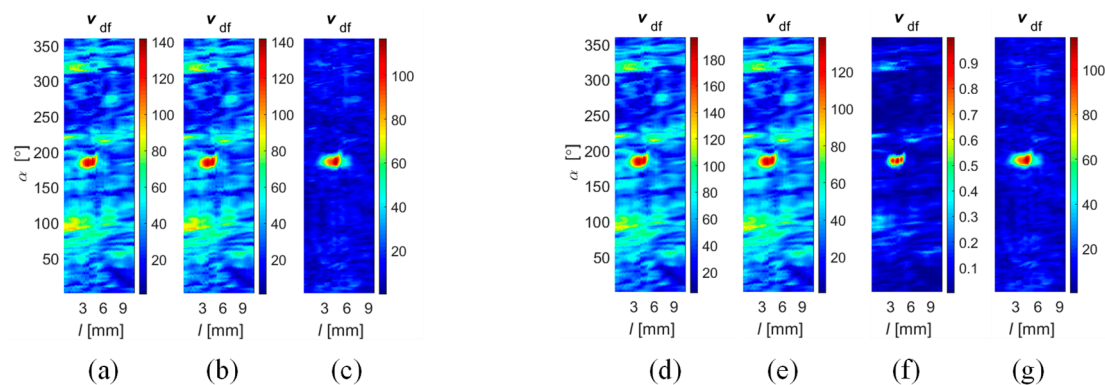 v df v df v df v df v df v df v df
350 140 140 350 180 0.9
300 120 120 100 300 160 120 0.8 100
250 100 100 80 250 140 100 0.7 80
200 200 120 0.6
α [°] 80 80 60 α [°] 100 80 0.5 60
150 60 60 150 80 60 0.4
100 40 40 40 100 60 40 0.3 40
50 20 20 20 50 40 20 0.2 20
20 0.1
3 6 9 3 6 9 3 6 9 3 6 9 3 6 9 3 6 9 3 6 9
l [mm] l [mm] l [mm] l [mm] l [mm] l [mm] l [mm]
(a) (b) (c) (d) (e) (f) (g)